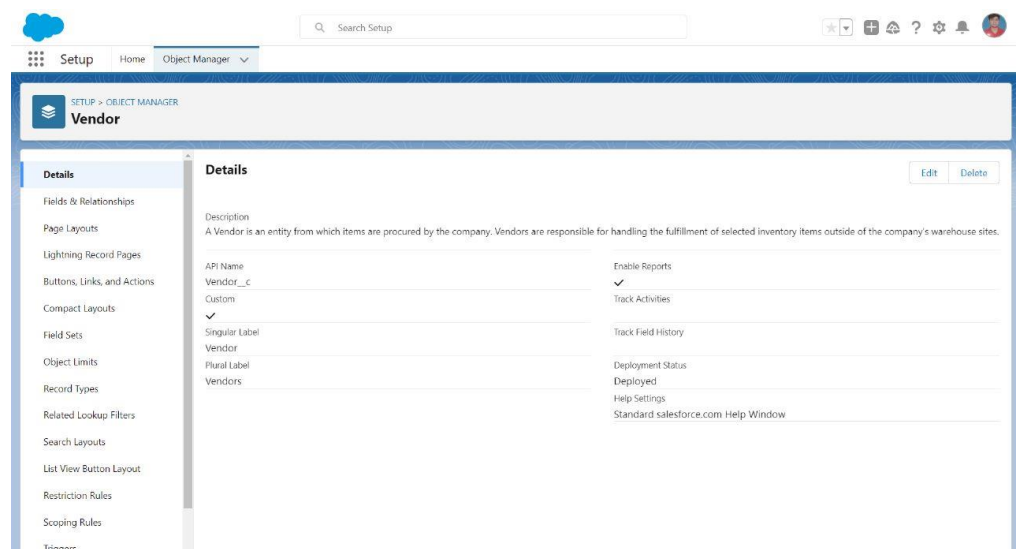 Search Setup
Setup
Home
Object Manager
SETUP > OBJECT MANAGER
Vendor
Details
Fields & Relationships
Page Layouts
Lightning Record Pages
Buttons, Links, and Actions
Compact Layouts
Field Sets
Object Limits
Record Types
Related Lookup Filters
Search Layouts
List View Button Layout
Restriction Rules
Scoping Rules
Triggers
Details
Edit
Delete
Description
A Vendor is an entity from which items are procured by the company. Vendors are responsible for handling the fulfillment of selected inventory items outside of the company's warehouse sites.
API Name
Vendor__c
Custom
Singular Label
Vendor
Plural Label
Vendors
Enable Reports
Track Activities
Track Field History
Deployment Status
Deployed
Help Settings
Standard salesforce.com Help Window